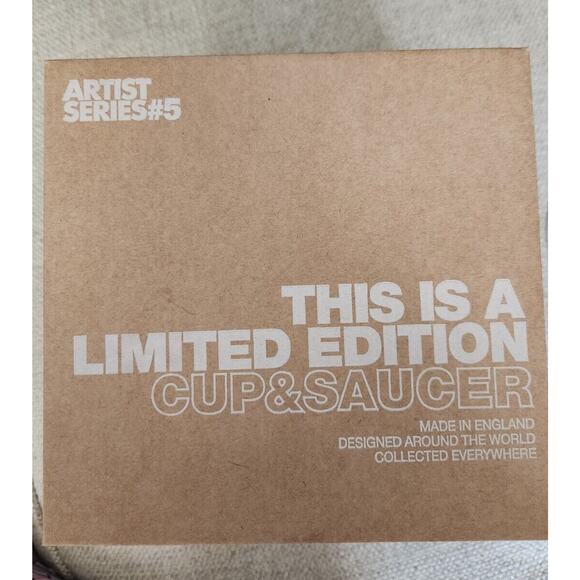 ARTIST
SERIES#5
THIS IS A
LIMITED EDITION
CUP&SAUCER
MADE IN ENGLAND
DESIGNED AROUND THE WORLD
COLLECTED EVERYWHERE